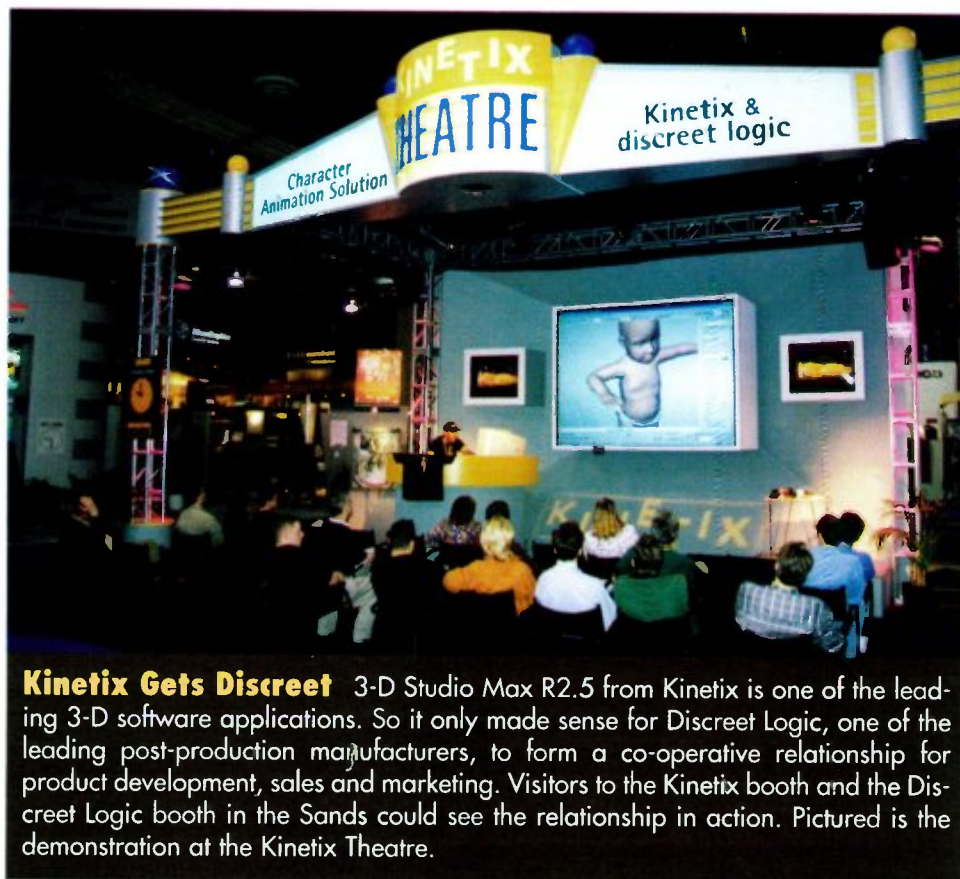 KINETIX
THEATRE
Kinetix &
discreet logic
Character
Animation Solution
KINETIX
Kinetix Gets Discreet 3-D Studio Max R2.5 from Kinetix is one of the lead-
ing 3-D software applications. So it only made sense for Discreet Logic, one of the
leading post-production manufacturers, to form a co-operative relationship for
product development, sales and marketing. Visitors to the Kinetix booth and the Dis-
creet Logic booth in the Sands could see the relationship in action. Pictured is the
demonstration at the Kinetix Theatre.